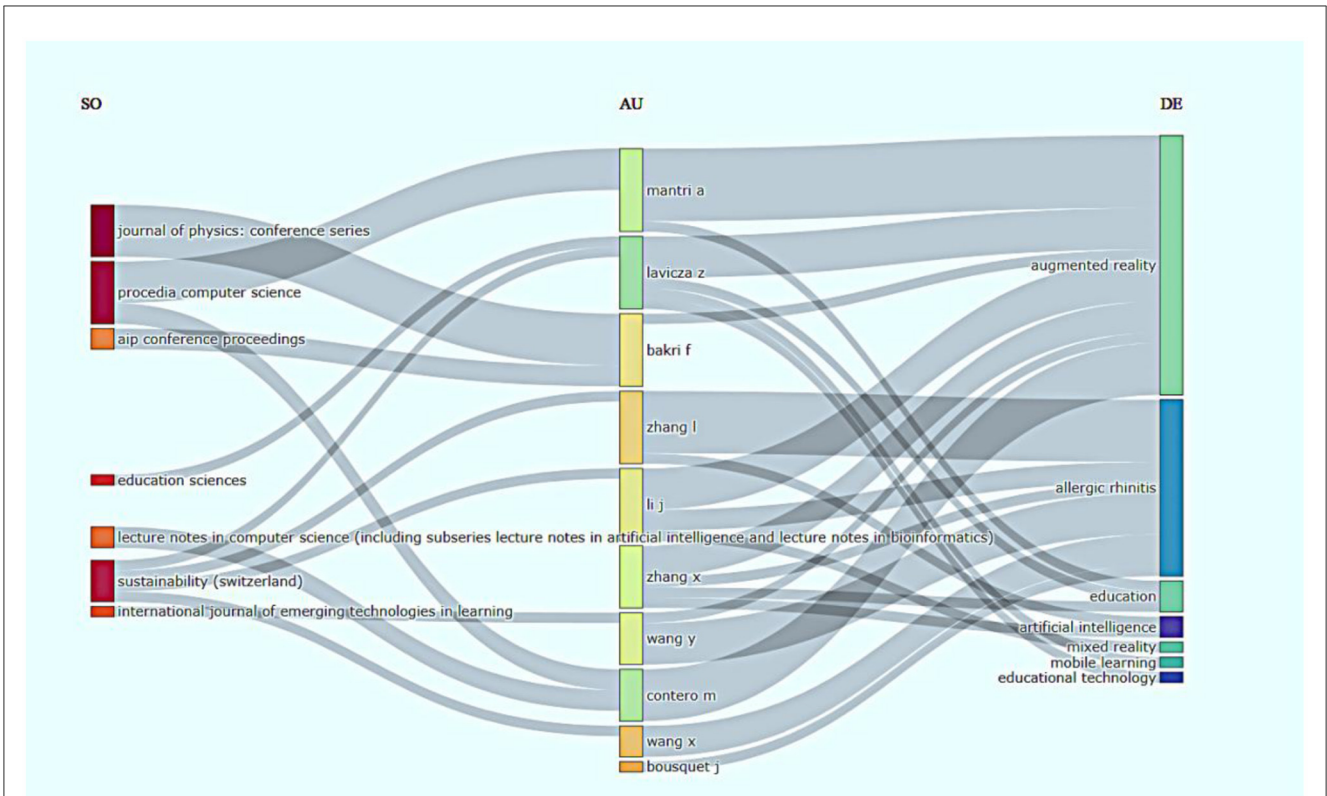 SO
AU
DE
journal of physics: conference series
procedia computer science
aip conference proceedings
education sciences
lecture notes in computer science (including subseries lecture notes in artificial intelligence and lecture notes in bioinformatics)
sustainability (switzerland)
international journal of emerging technologies in learning
mantri a
lavicza z
bakri f
zhang l
li j
zhang x
wang y
contero m
wang x
bousquet j
augmented reality
allergic rhinitis
education
artificial intelligence
mixed reality
mobile learning
educational technology